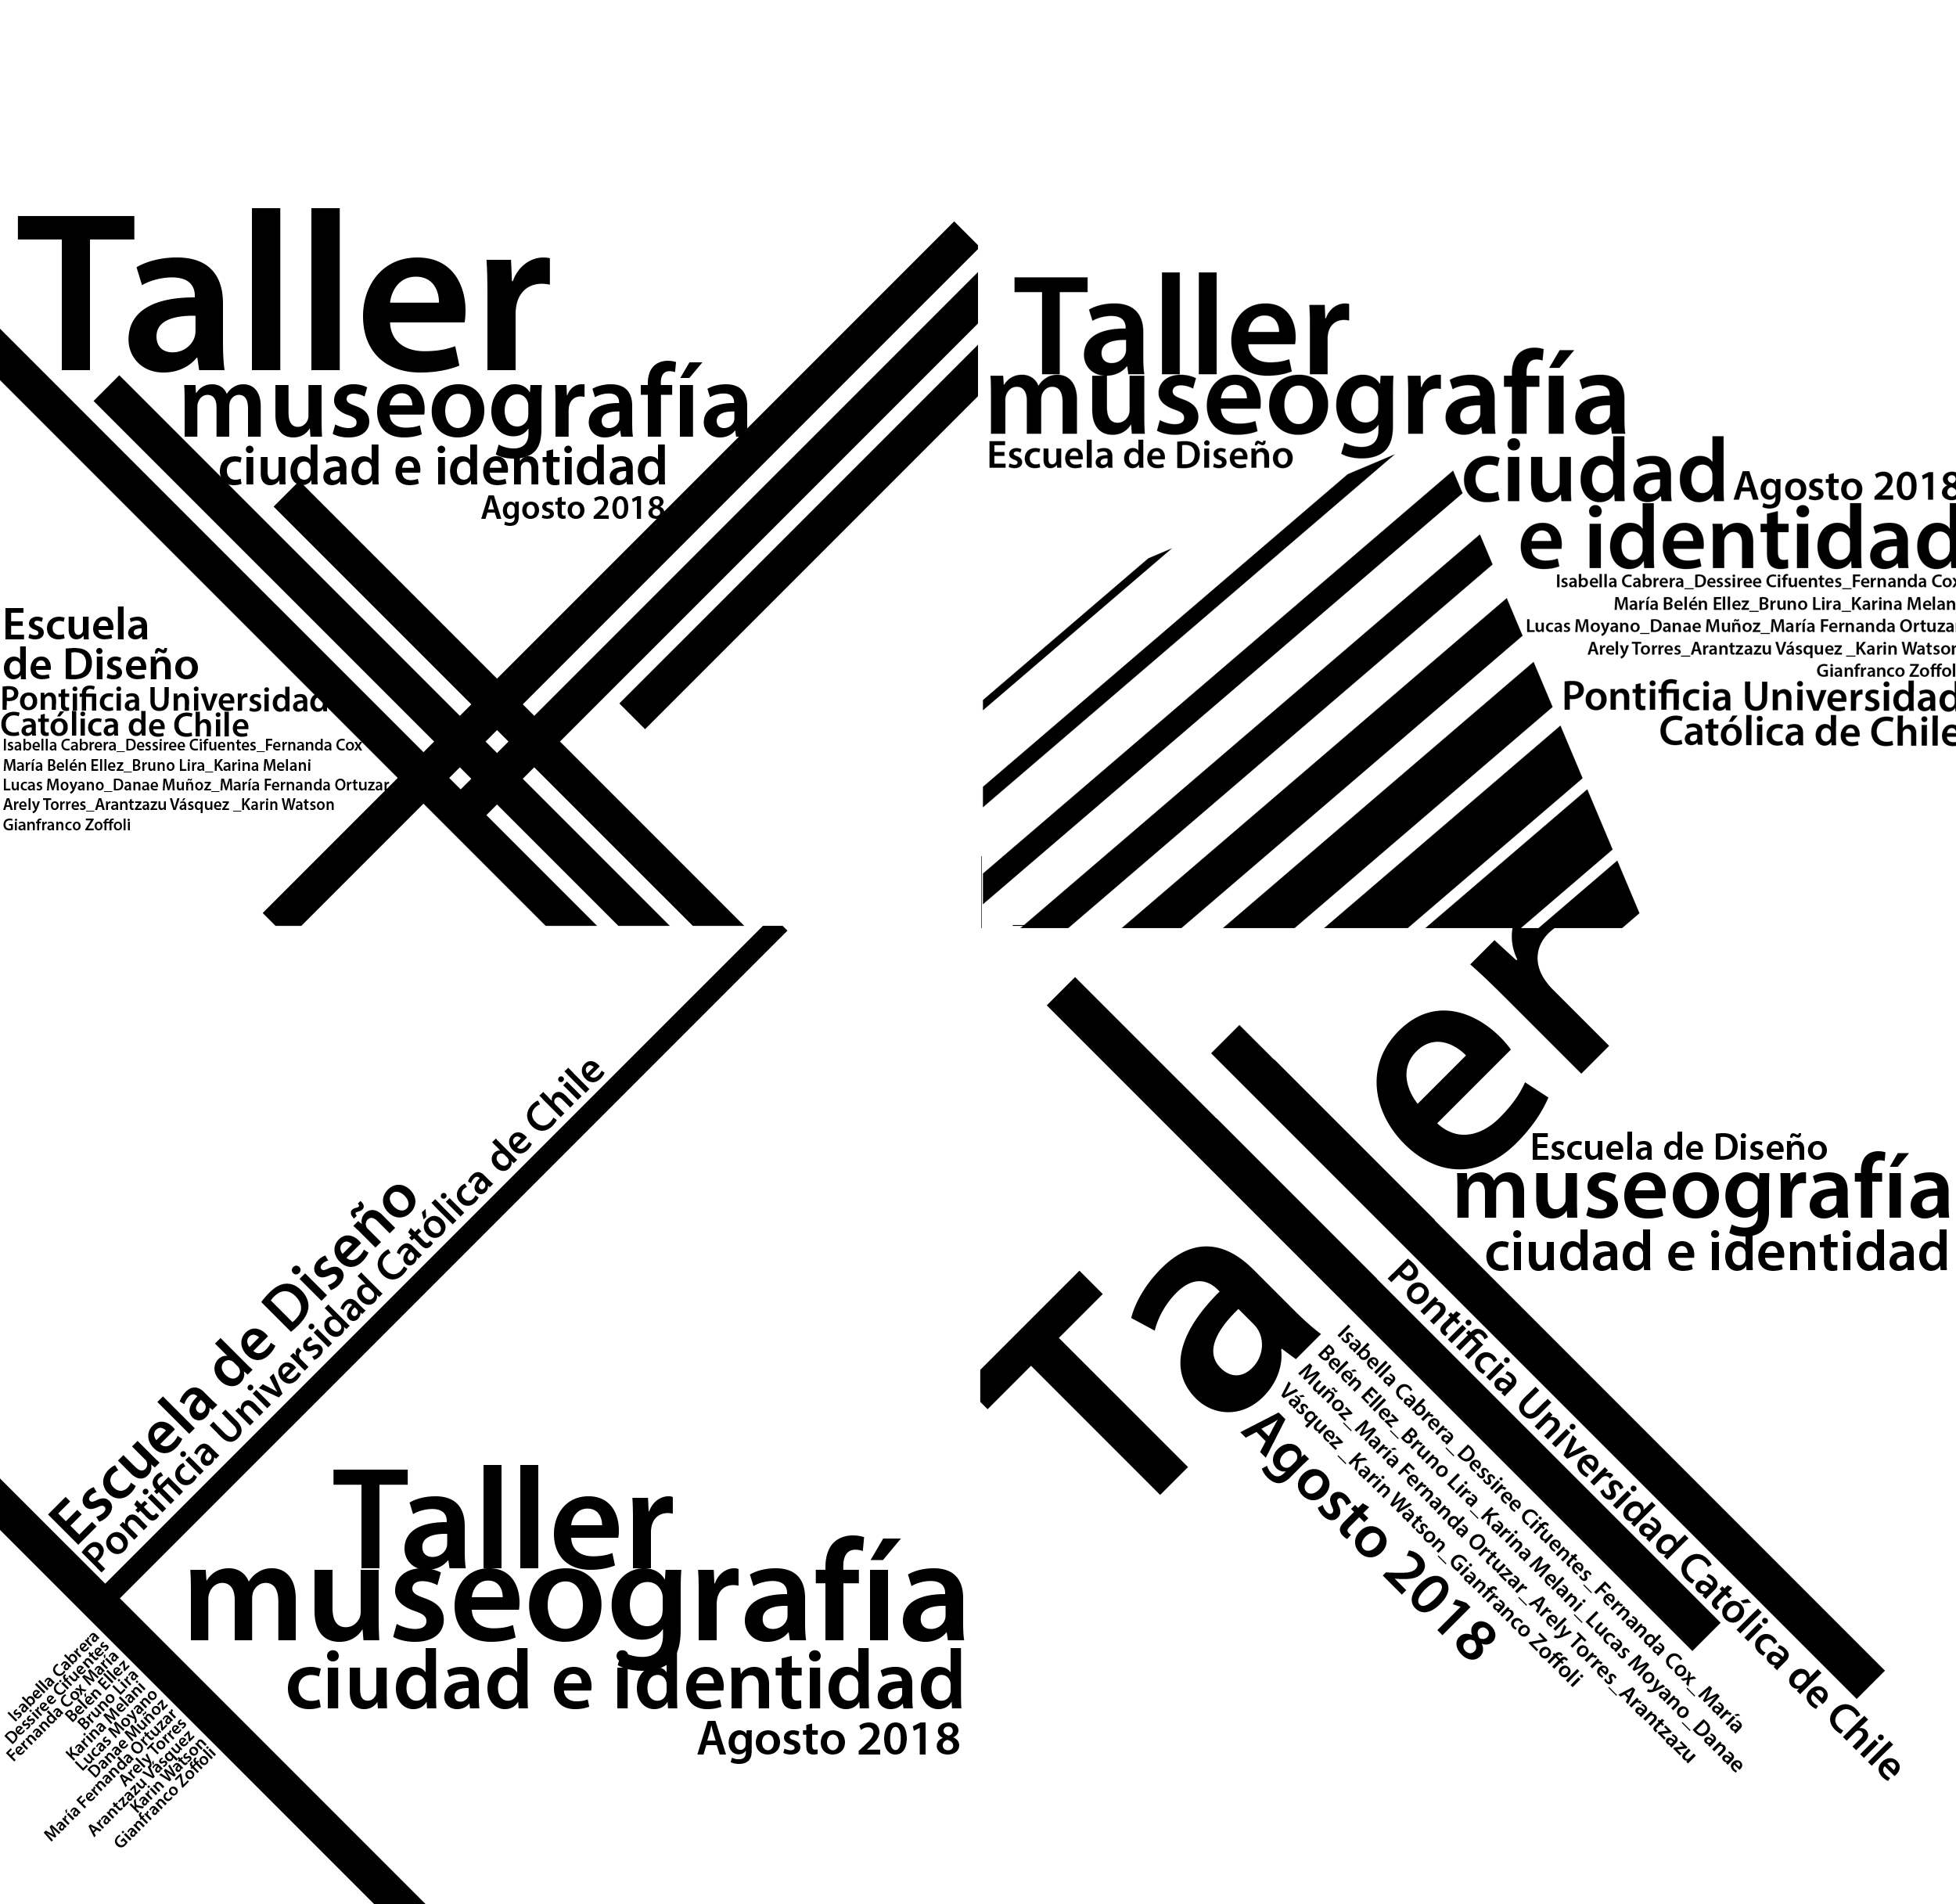 Taller
museografía
ciudad e identidad
Agosto 2018
Escuela
de Diseño
Pontificia Universidad
Católica de Chile
Isabella Cabrera_Dessiree Cifuentes_Fernanda Cox
María Belén Ellez_Bruno Lira_Karina Melani
Lucas Moyano_Danae Muñoz_María Fernanda Ortuzar
Arely Torres_Arantzazu Vásquez _Karin Watson
Gianfranco Zoffoli
Taller
museografía
Escuela de Diseño
ciudad Agosto 2018
e identidad
Isabella Cabrera_Dessiree Cifuentes_Fernanda Cox
María Belén Ellez_Bruno Lira_Karina Melan
Lucas Moyano_Danae Muñoz_María Fernanda Ortuzar
Arely Torres_Arantzazu Vásquez _Karin Watson
Gianfranco Zoffol
Pontificia Universidad
Católica de Chile
Escuela de Diseño
Pontificia Universidad Católica de Chile
Taller
museografía
ciudad e identidad
Agosto 2018
Isabella Cabrera
Dessiree Cifuentes
Fernanda Cox María
Belén Ellez
Bruno Lira
Karina Melani
Lucas Moyano
Danae Muñoz
María Fernanda Ortuzar
Arely Torres
Arantzazu Vásquez
Karin Watson
Gianfranco Zoffoli
Taller
Escuela de Diseño
museografía
ciudad e identidad
Pontificia Universidad Católica de Chile
Isabella Cabrera_Dessiree Cifuentes_Fernanda Cox_María
Belén Ellez_Bruno Lira_Karina Melani_Lucas Moyano_Danae
Muñoz_María Fernanda Ortuzar_Arely Torres_Arantzazu
Vásquez _Karin Watson_Gianfranco Zoffoli
Agosto 2018